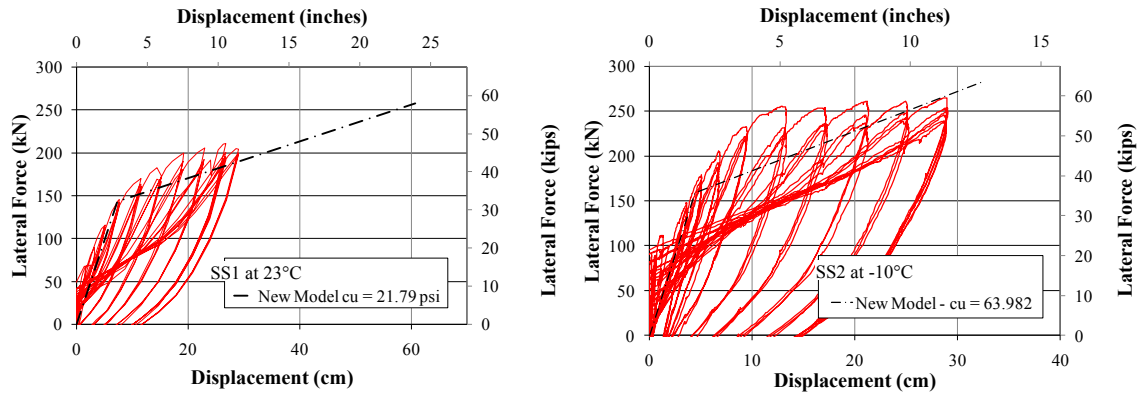 Displacement (inches)
0 5 10 15 20 25
300
250
200
150
100
50
0
Lateral Force (kN)
60
50
40
30
20
10
0
Lateral Force (kips)
SS1 at 23°C
New Model cu = 21.79 psi
0 20 40 60
Displacement (cm)
Displacement (inches)
0 5 10 15
300
250
200
150
100
50
0
Lateral Force (kN)
60
50
40
30
20
10
0
Lateral Force (kips)
SS2 at -10°C
New Model - cu = 63.982
0 10 20 30 40
Displacement (cm)